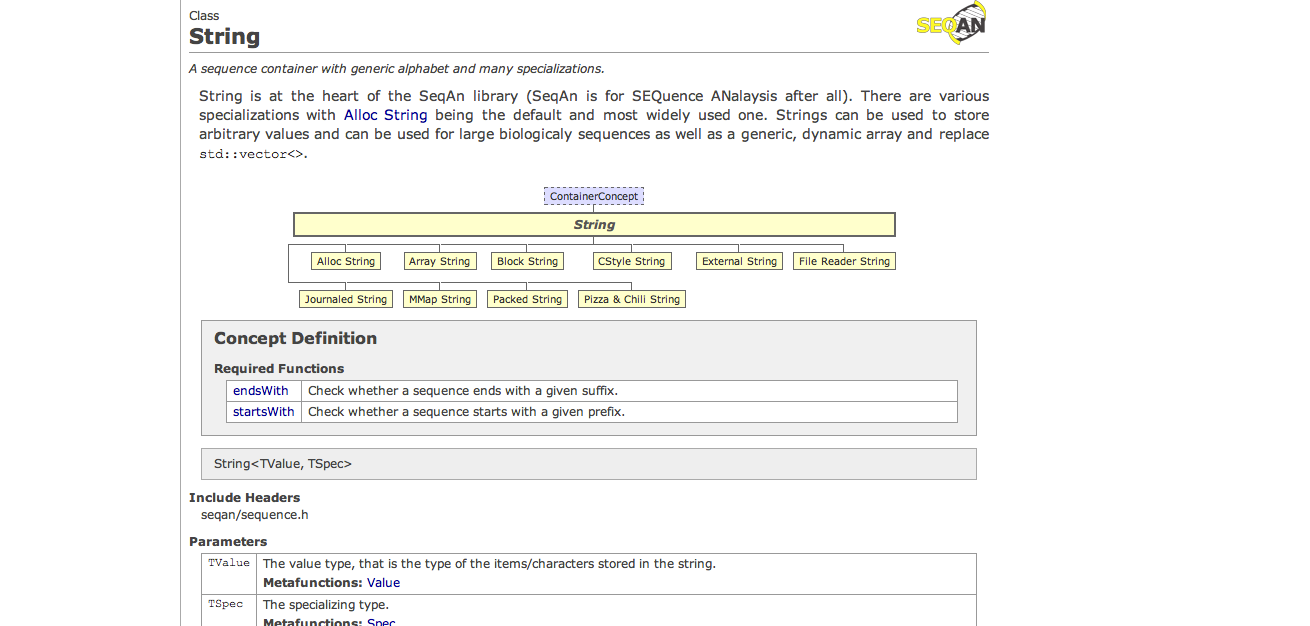 Class
String
SEQAN
A sequence container with generic alphabet and many specializations.
String is at the heart of the SeqAn library (SeqAn is for SEQuence ANalaysis after all). There are various
specializations with Alloc String being the default and most widely used one. Strings can be used to store
arbitrary values and can be used for large biologicaly sequences as well as a generic, dynamic array and replace
std::vector<>.
ContainerConcept
String
Alloc String Array String Block String CStyle String External String File Reader String
Journaled String MMap String Packed String Pizza & Chili String
Concept Definition
Required Functions
endsWith Check whether a sequence ends with a given suffix.
startsWith Check whether a sequence starts with a given prefix.
String<TValue, TSpec>
Include Headers
seqan/sequence.h
Parameters
TValue The value type, that is the type of the items/characters stored in the string.
Metafunctions: Value
TSpec The specializing type.
Metafunctions: Spec